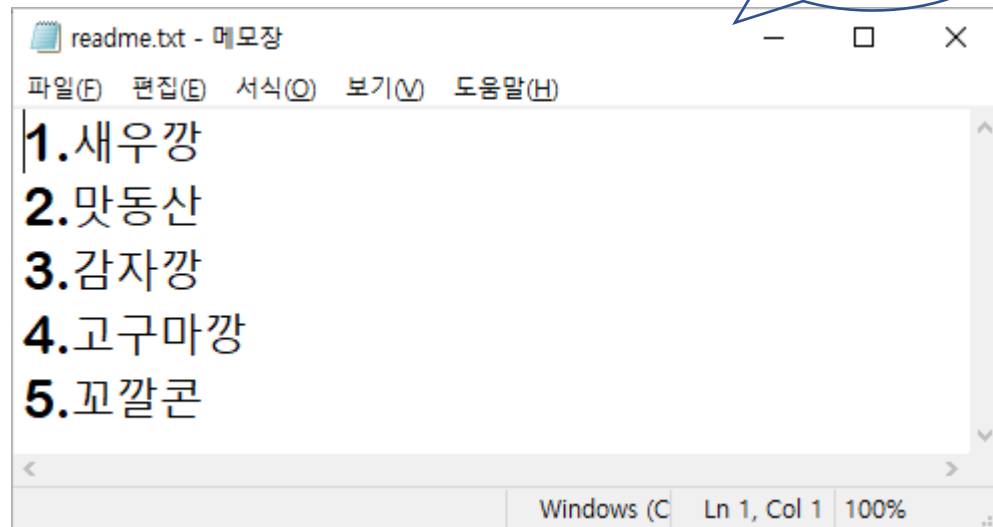 readme.txt - 메모장
파일(F) 편집(E) 서식(O) 보기(V) 도움말(H)
1.새우깡
2.맛동산
3.감자깡
4.고구마깡
5.꼬깔콘
Windows (C Ln 1, Col 1 100%